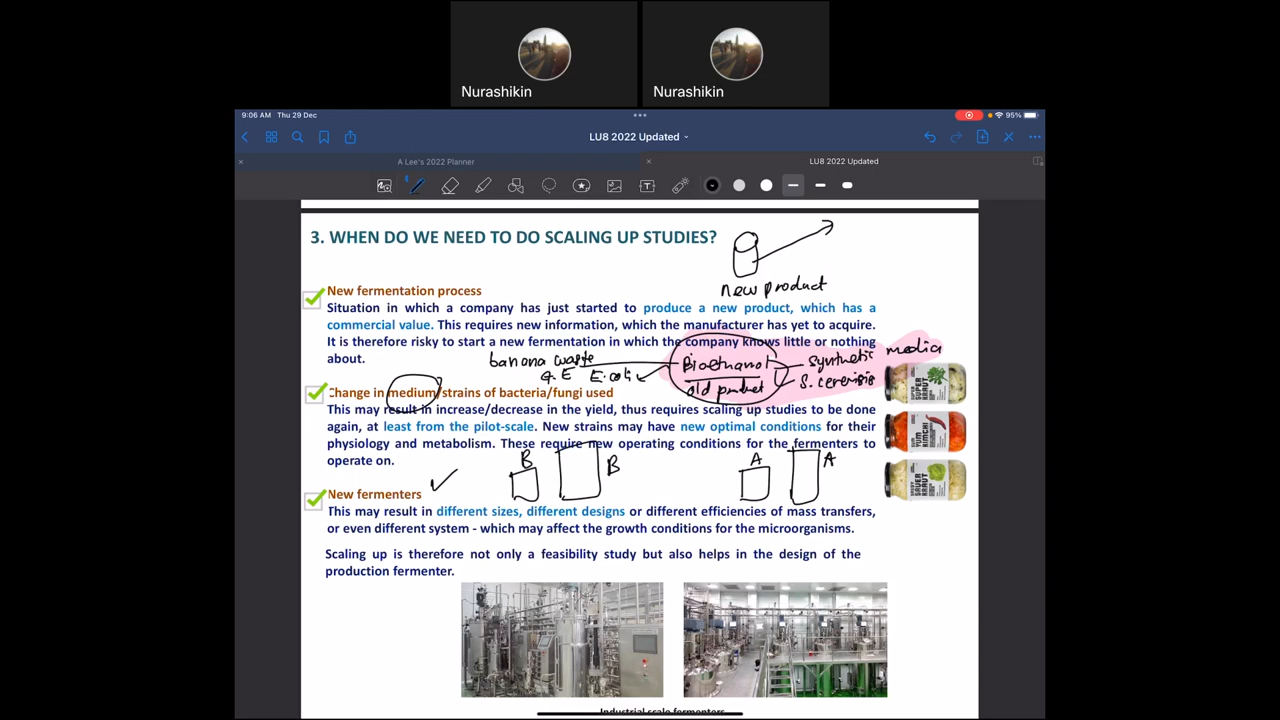 Nurashikin
Nurashikin
9:06 AM Thu 29 Dec
95%
LU8 2022 Updated
A Lee's 2022 Planner
LU8 2022 Updated
3. WHEN DO WE NEED TO DO SCALING UP STUDIES?
new product
New fermentation process
Situation in which a company has just started to produce a new product, which has a
commercial value. This requires new information, which the manufacturer has yet to acquire.
It is therefore risky to start a new fermentation in which the company knows little or nothing
about.
banana waste
Bioethanol
synthetic media
G.E E.coli
old product
S. cerevisis
Change in medium/strains of bacteria/fungi used
This may result in increase/decrease in the yield, thus requires scaling up studies to be done
again, at least from the pilot-scale. New strains may have new optimal conditions for their
physiology and metabolism. These require new operating conditions for the fermenters to
operate on.
B
B
A
A
New fermenters
This may result in different sizes, different designs or different efficiencies of mass transfers,
or even different system - which may affect the growth conditions for the microorganisms.
Scaling up is therefore not only a feasibility study but also helps in the design of the
production fermenter.
Industrial scale fermenters